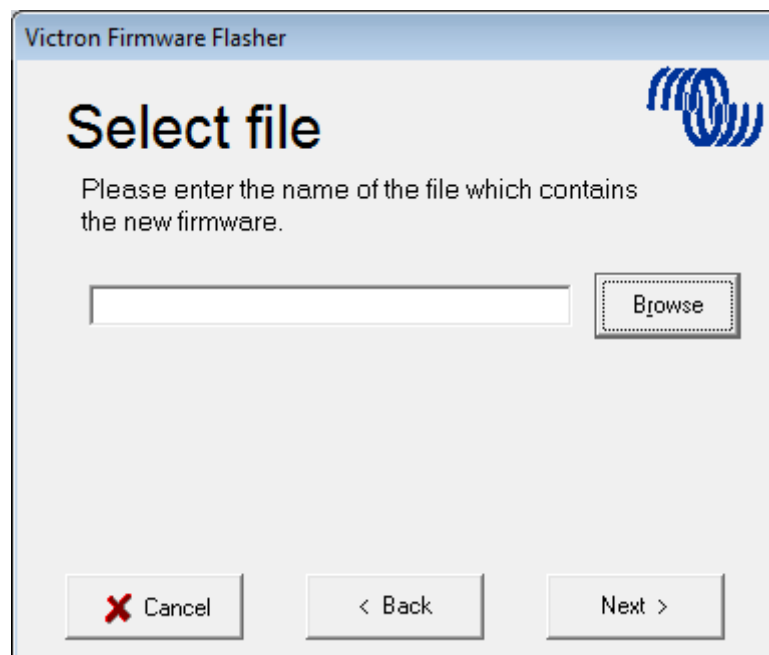 Victron Firmware Flasher
Select file
Please enter the name of the file which contains
the new firmware.
Browse
Cancel
< Back
Next >